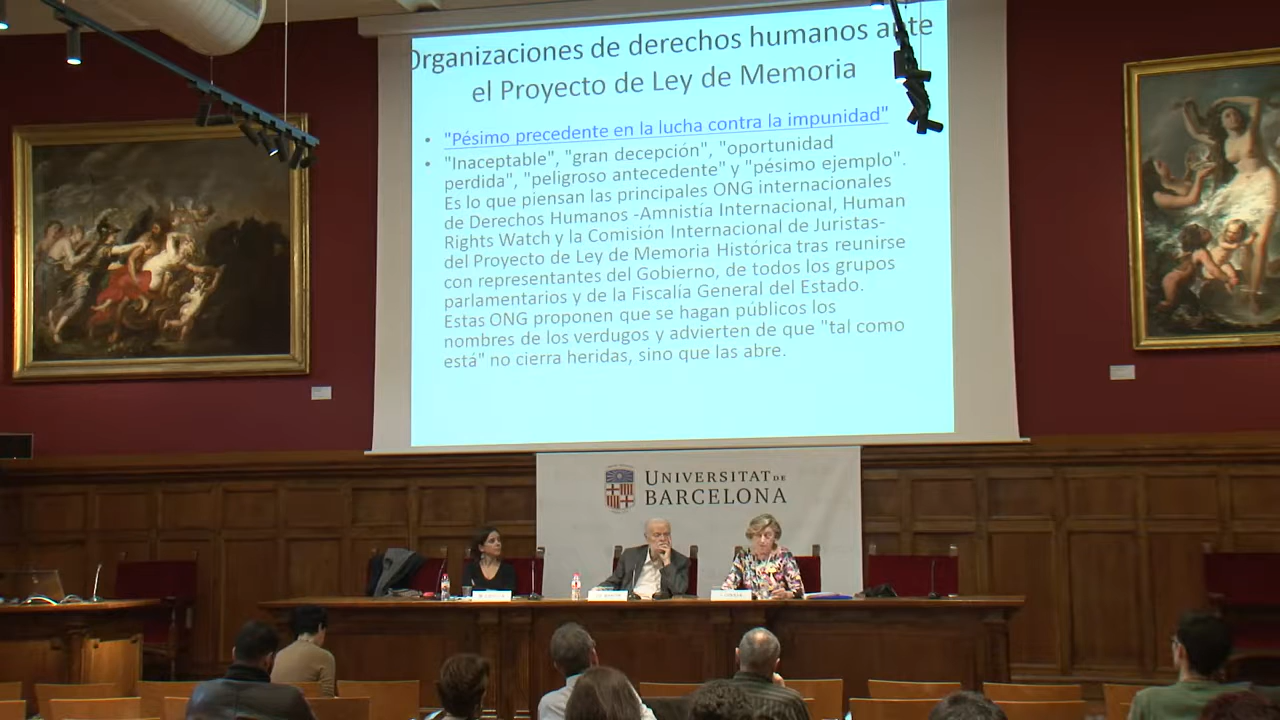 Organizaciones de derechos humanos ante
el Proyecto de Ley de Memoria
• "Pésimo precedente en la lucha contra la impunidad"
• "Inaceptable", "gran decepción", "oportunidad
perdida", "peligroso antecedente" y "pésimo ejemplo".
Es lo que piensan las principales ONG internacionales
de Derechos Humanos -Amnistía Internacional, Human
Rights Watch y la Comisión Internacional de Juristas-
del Proyecto de Ley de Memoria Histórica tras reunirse
con representantes del Gobierno, de todos los grupos
parlamentarios y de la Fiscalía General del Estado.
Estas ONG proponen que se hagan públicos los
nombres de los verdugos y advierten de que "tal como
está" no cierra heridas, sino que las abre.
UNIVERSITAT DE
BARCELONA